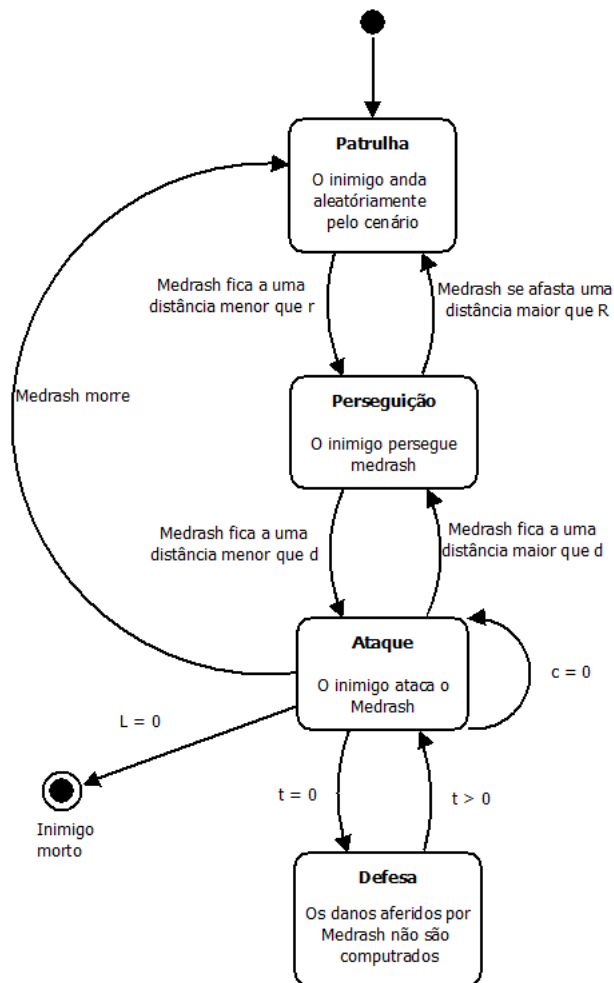 Patrulha
O inimigo anda
aleatóriamente
pelo cenário
Medrash fica a uma
distância menor que r
Medrash se afasta uma
distância maior que R
Medrash morre
Perseguição
O inimigo persegue
medrash
Medrash fica a uma
distância menor que d
Medrash fica a uma
distância maior que d
Ataque
O inimigo ataca o
Medrash
c = 0
L = 0
Inimigo
morto
t = 0
t > 0
Defesa
Os danos aferidos por
Medrash não são
computrados